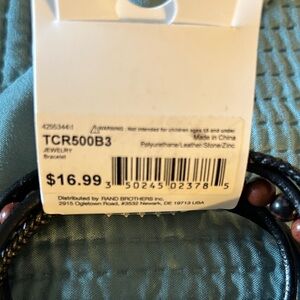 42553461
⚠WARNING: Not intended for children ages 13 and under
TCR500B3
Made in China
JEWELRY
Polyurethane/Leather/Stone/Zinc
Bracelet
$16.99
3 50245 02378 5
Distributed by RAND BROTHERS Inc.
2915 Ogletown Road, #3532 Newark, DE 19713 USA